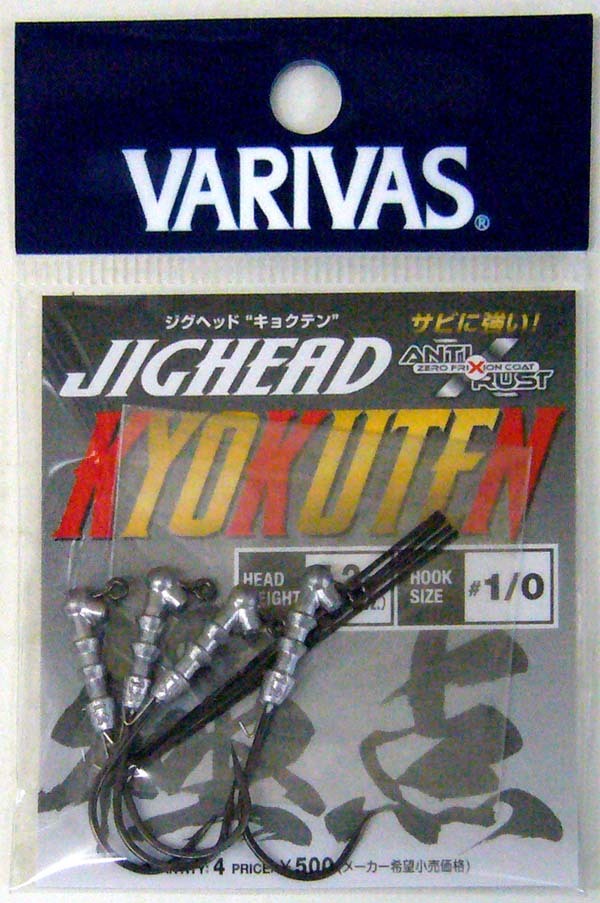 VARIVAS®
ジグヘッド"キョクテン"
サビに強い!
JIGHEAD
ANTI RUST
ZERO FRIXION COAT
KYOKUTEN
HEAD
HOOK SIZE
#1/0
点
4 PRICE/¥500(メーカー希望小売価格)